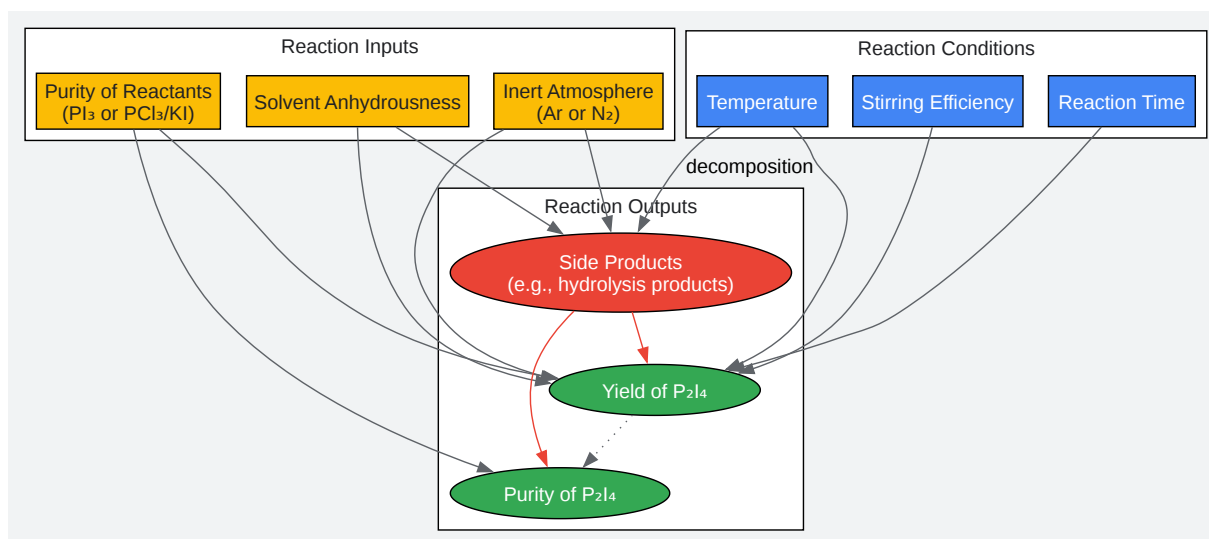 Reaction Inputs
Reaction Conditions
Purity of Reactants
(PI₃ or PCl₃/KI)
Solvent Anhydrousness
Inert Atmosphere
(Ar or N₂)
Temperature
Stirring Efficiency
Reaction Time
decomposition
Reaction Outputs
Side Products
(e.g., hydrolysis products)
Yield of P₂I₄
Purity of P₂I₄